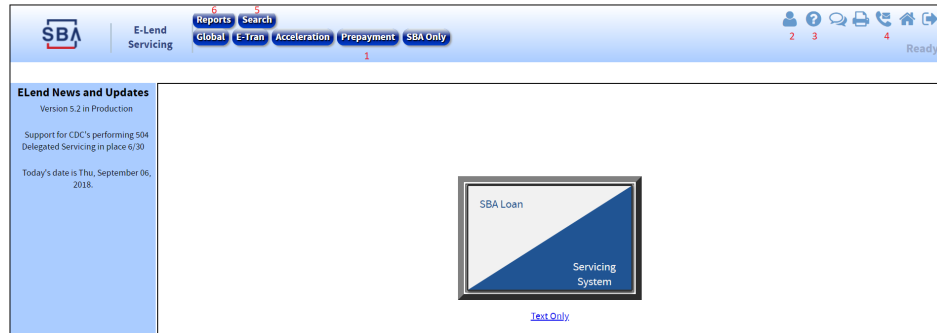 6 5
Reports Search
SBA E-Lend
Servicing
Global E-Tran Acceleration Prepayment SBA Only
1
2 3 4
Ready
ELend News and Updates
Version 5.2 in Production
Support for CDC's performing 504
Delegated Servicing in place 6/30
Today's date is Thu, September 06,
2018.
SBA Loan
Servicing
System
Text Only